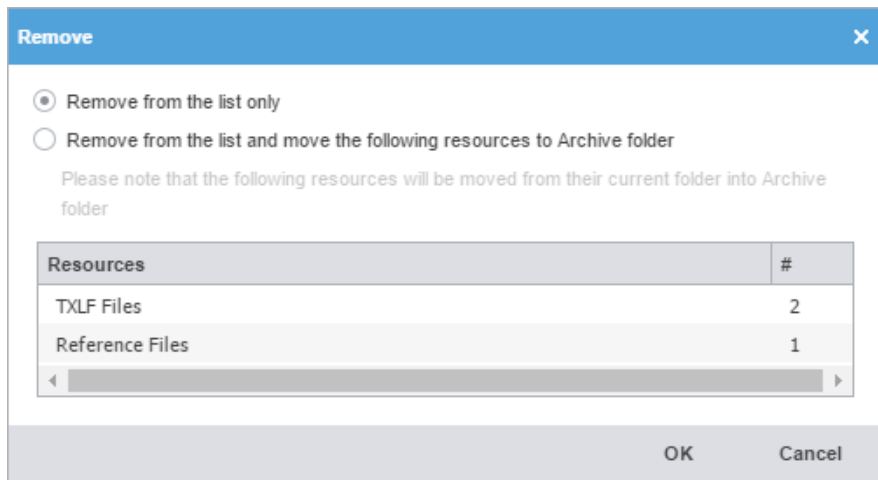 Remove
Remove from the list only
Remove from the list and move the following resources to Archive folder
Please note that the following resources will be moved from their current folder into Archive
folder
Resources #
TXLF Files 2
Reference Files 1
OK Cancel